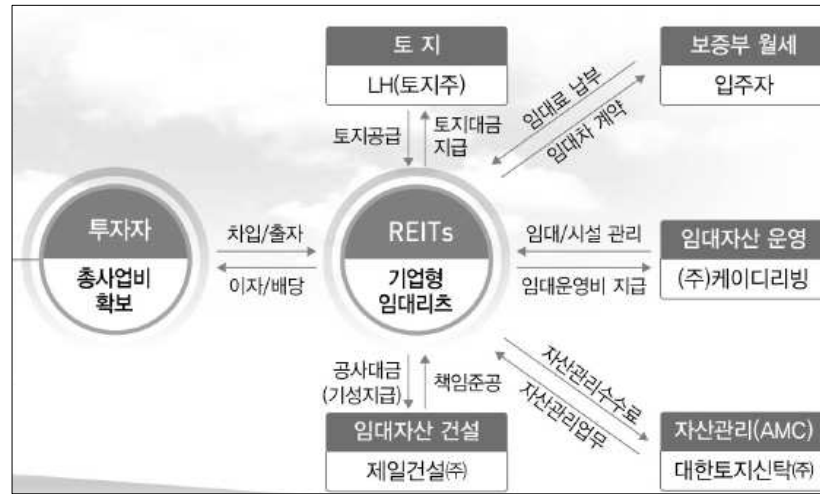 토 지
LH(토지주)
보증부 월세
입주자
임대료 납부
임대차 계약
토지공급
토지대금
지급
투자자
총사업비
확보
차입/출자
이자/배당
REITs
기업형
임대리츠
임대/시설 관리
임대운영비 지급
임대자산 운영
(주)케이디리빙
공사대금
(기성지급)
책임준공
자산관리수수료
자산관리업무
임대자산 건설
제일건설㈜
자산관리(AMC)
대한토지신탁㈜